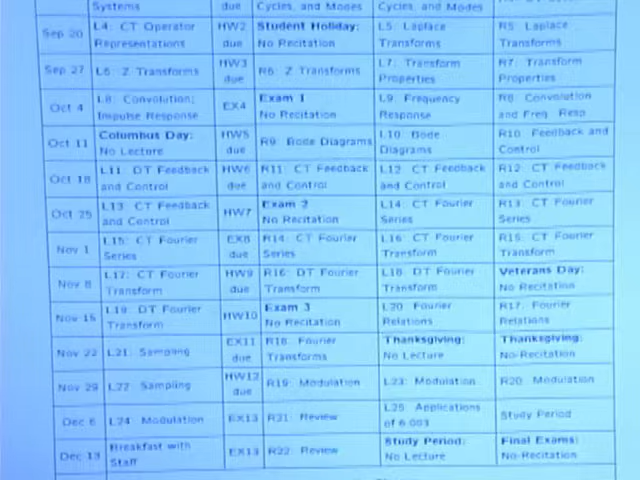 Systems due Cycles, and Modes Cycles, and Modes
Sep 20 L4: CT Operator HW2 Student Holiday: L5: Laplace R5: Laplace
Representations due No Recitation Transforms Transforms
Sep 27 L6: Z Transforms HW3 R6: Z Transforms L7: Transform R7: Transform
due Properties Properties
Oct 4 L8: Convolution; EX4 Exam 1 L9: Frequency R8: Convolution
Impulse Response No Recitation Response and Freq. Resp.
Oct 11 Columbus Day: HW5 R9: Bode Diagrams L10: Bode R10: Feedback and
No Lecture due Diagrams Control
Oct 18 L11: DT Feedback HW6 R11: CT Feedback L12: CT Feedback R12: CT Feedback
and Control due and Control and Control and Control
Oct 25 L13: CT Feedback HW7 Exam 2 L14: CT Fourier R13: CT Fourier
and Control No Recitation Series Series
Nov 1 L15: CT Fourier EX8 R14: CT Fourier L16: CT Fourier R15: CT Fourier
Series due Series Transform Transform
Nov 8 L17: CT Fourier HW9 R16: DT Fourier L18: DT Fourier Veterans Day:
Transform due Transform Transform No Recitation
Nov 15 L19: DT Fourier HW10 Exam 3 L20: Fourier R17: Fourier
Transform No Recitation Relations Relations
Nov 22 L21: Sampling EX11 R18: Fourier Thanksgiving: Thanksgiving:
due Transforms No Lecture No Recitation
Nov 29 L22: Sampling HW12 R19: Modulation L23: Modulation R20: Modulation
due
Dec 6 L24: Modulation EX13 R21: Review L25: Applications Study Period
of 6.003
Dec 13 Breakfast with EX13 R22: Review Study Period: Final Exams:
Staff No Lecture No Recitation